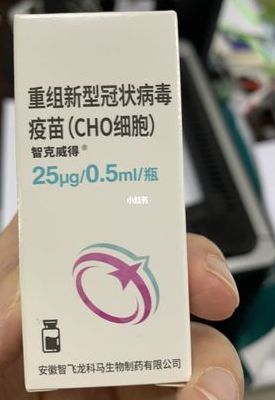 重组新型冠状病毒
疫苗(CHO细胞)
智克威得®
25μg/0.5ml/瓶
小红书
安徽智飞龙科马生物制药有限公司